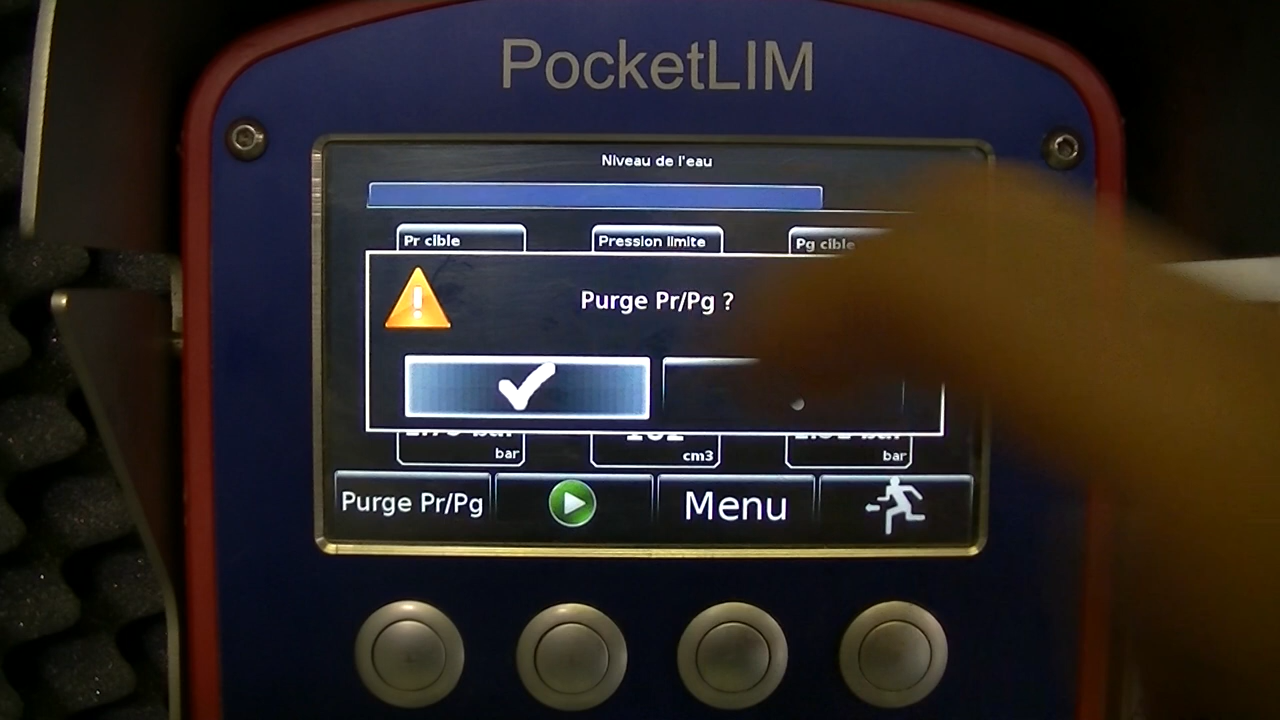 PocketLIM
Niveau de l'eau
Pr cible
Pression limite
Pg cible
Purge Pr/Pg ?
bar
cm3
bar
Purge Pr/Pg
Menu